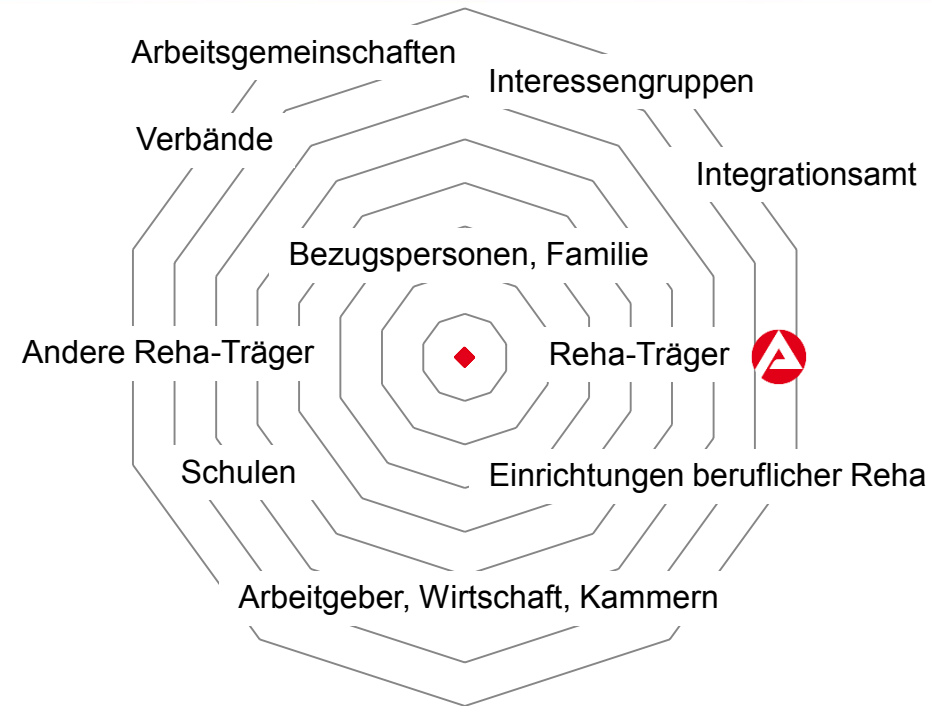 Arbeitsgemeinschaften
Interessengruppen
Verbände
Integrationsamt
Bezugspersonen, Familie
Andere Reha-Träger
Reha-Träger
Schulen
Einrichtungen beruflicher Reha
Arbeitgeber, Wirtschaft, Kammern